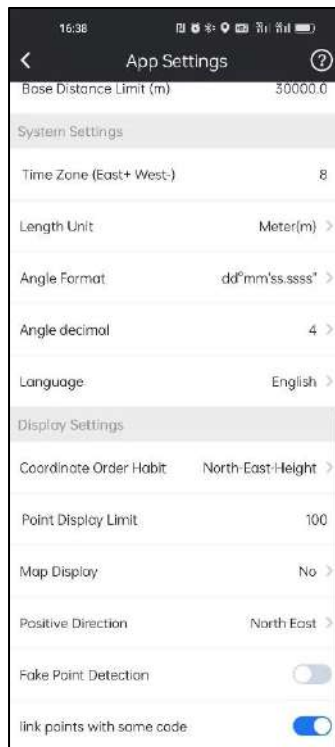 16:38
App Settings
Base Distance Limit (m) 30000.0
System Settings
Time Zone (East+ West-) 8
Length Unit Meter(m)
Angle Format dd°mm'ss.ssss"
Angle decimal 4
Language English
Display Settings
Coordinate Order Habit North-East-Height
Point Display Limit 100
Map Display No
Positive Direction North East
Fake Point Detection
link points with same code